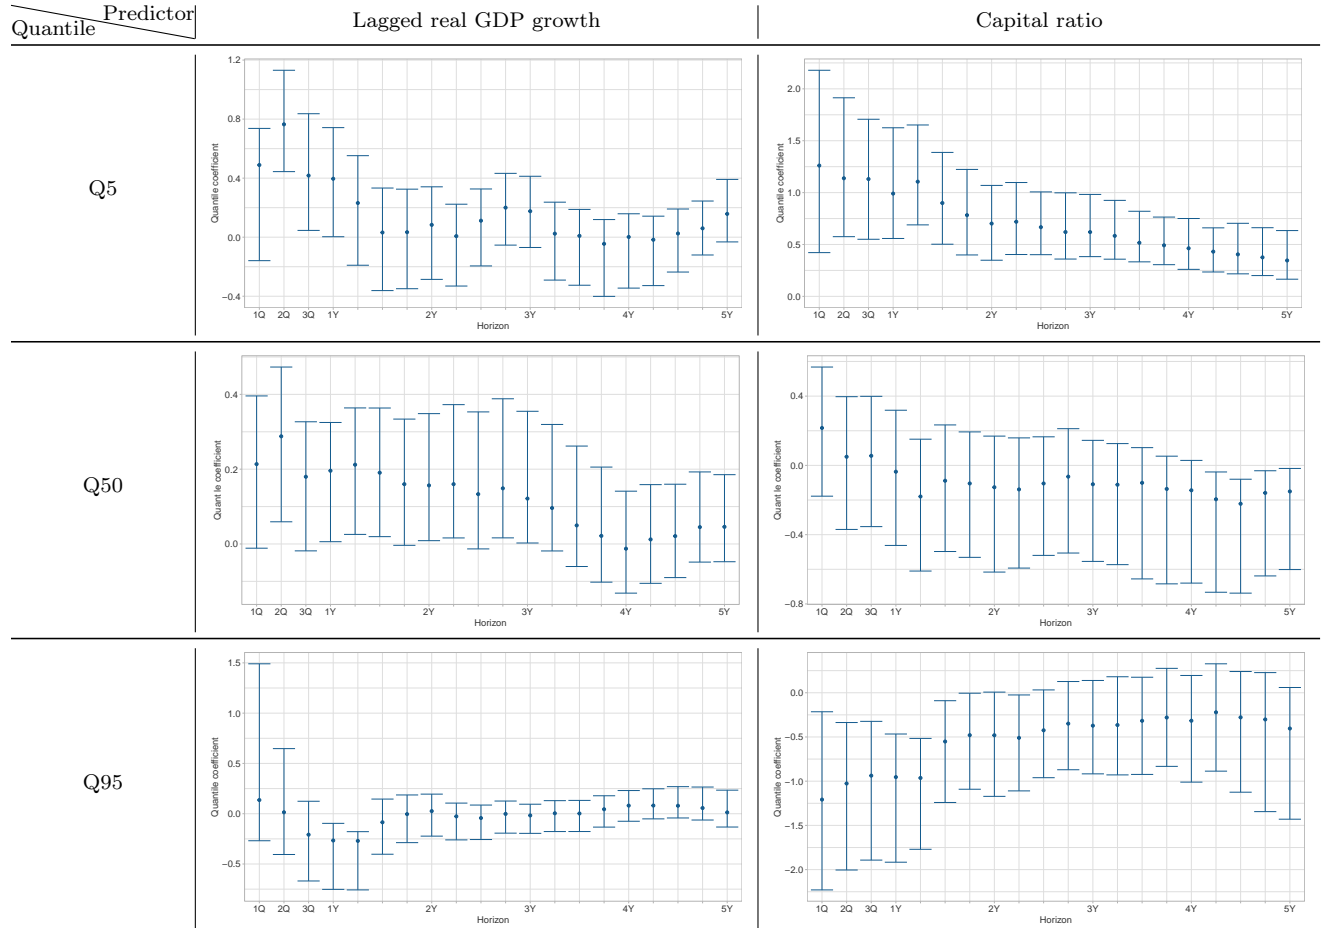 Predictor
Quantile
Lagged real GDP growth
Capital ratio
Q5
1.2
0.8
0.4
0.0
−0.4
Quantile coefficient
1Q 2Q 3Q 1Y 2Y 3Y 4Y 5Y
Horizon
2.0
1.5
1.0
0.5
0.0
Quantile coefficient
1Q 2Q 3Q 1Y 2Y 3Y 4Y 5Y
Horizon
Q50
0.4
0.2
0.0
Quantile coefficient
1Q 2Q 3Q 1Y 2Y 3Y 4Y 5Y
Horizon
0.4
0.0
−0.4
−0.8
Quantile coefficient
1Q 2Q 3Q 1Y 2Y 3Y 4Y 5Y
Horizon
Q95
1.5
1.0
0.5
0.0
−0.5
Quantile coefficient
1Q 2Q 3Q 1Y 2Y 3Y 4Y 5Y
Horizon
0.0
−0.5
−1.0
−1.5
−2.0
Quantile coefficient
1Q 2Q 3Q 1Y 2Y 3Y 4Y 5Y
Horizon